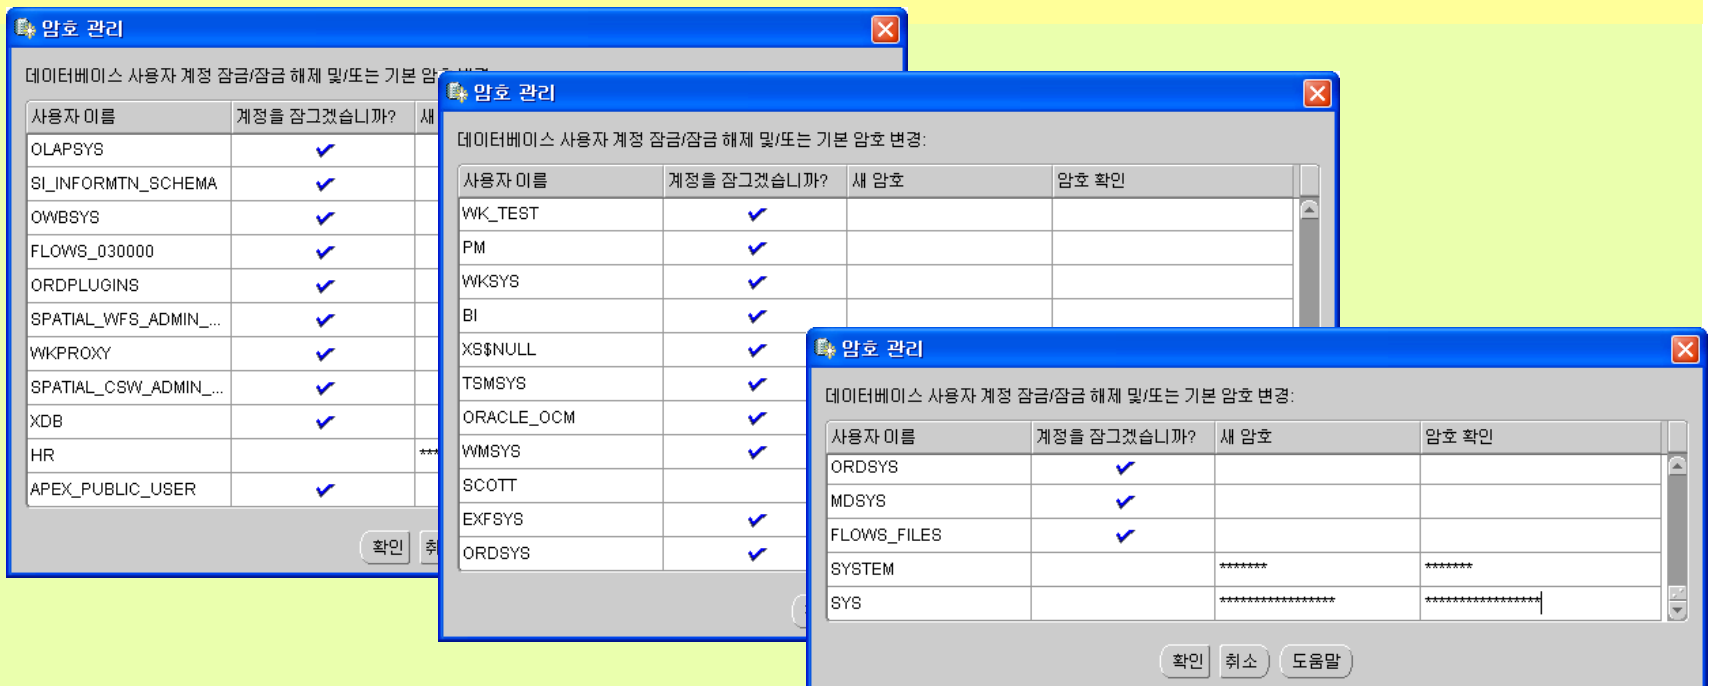 암호 관리
데이터베이스 사용자 계정 잠금/잠금 해제 및/또는 기본 암호 변경:
사용자 이름 계정을 잠그겠습니까? 새
OLAPSYS
SI_INFORMTN_SCHEMA
OWBSYS
FLOWS_030000
ORDPLUGINS
SPATIAL_WFS_ADMIN_...
WKPROXY
SPATIAL_CSW_ADMIN_...
XDB
HR ***
APEX_PUBLIC_USER
확인 취
암호 관리
데이터베이스 사용자 계정 잠금/잠금 해제 및/또는 기본 암호 변경:
사용자 이름 계정을 잠그겠습니까? 새 암호 암호 확인
WK_TEST
PM
WKSYS
BI
XS$NULL
TSMSYS
ORACLE_OCM
WMSYS
SCOTT
EXFSYS
ORDSYS
암호 관리
데이터베이스 사용자 계정 잠금/잠금 해제 및/또는 기본 암호 변경:
사용자 이름 계정을 잠그겠습니까? 새 암호 암호 확인
ORDSYS
MDSYS
FLOWS_FILES
SYSTEM ******* *******
SYS ***************** *****************
확인 취소 도움말